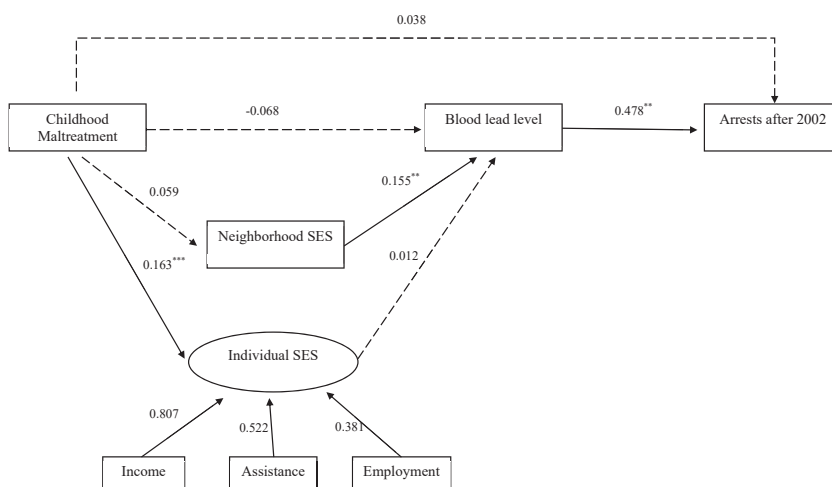 0.038
Childhood
Maltreatment
-0.068
Blood lead level
0.478**
Arrests after 2002
0.059
0.155**
Neighborhood SES
0.163***
0.012
Individual SES
0.807
0.522
0.381
Income
Assistance
Employment